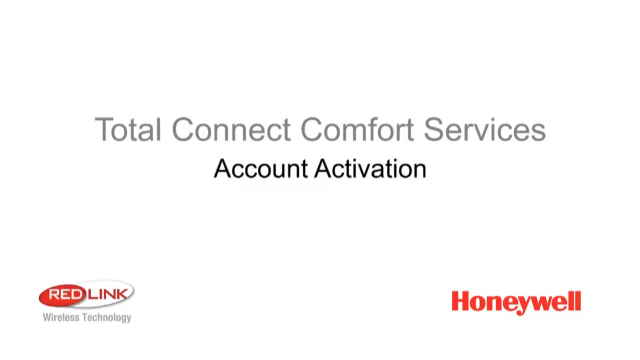 Total Connect Comfort Services
Account Activation
REDLINK
Wireless Technology
Honeywell